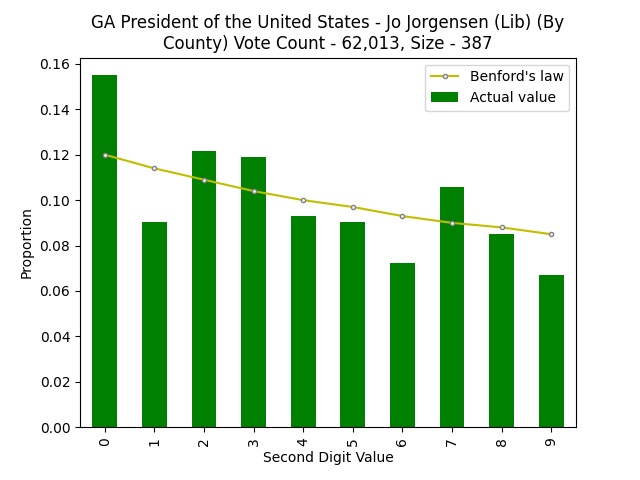 GA President of the United States - Jo Jorgensen (Lib) (By
County) Vote Count - 62,013, Size - 387
Benford's law
Actual value
0.16
0.14
0.12
0.10
0.08
0.06
0.04
0.02
0.00
Proportion
0 1 2 3 4 5 6 7 8 9
Second Digit Value